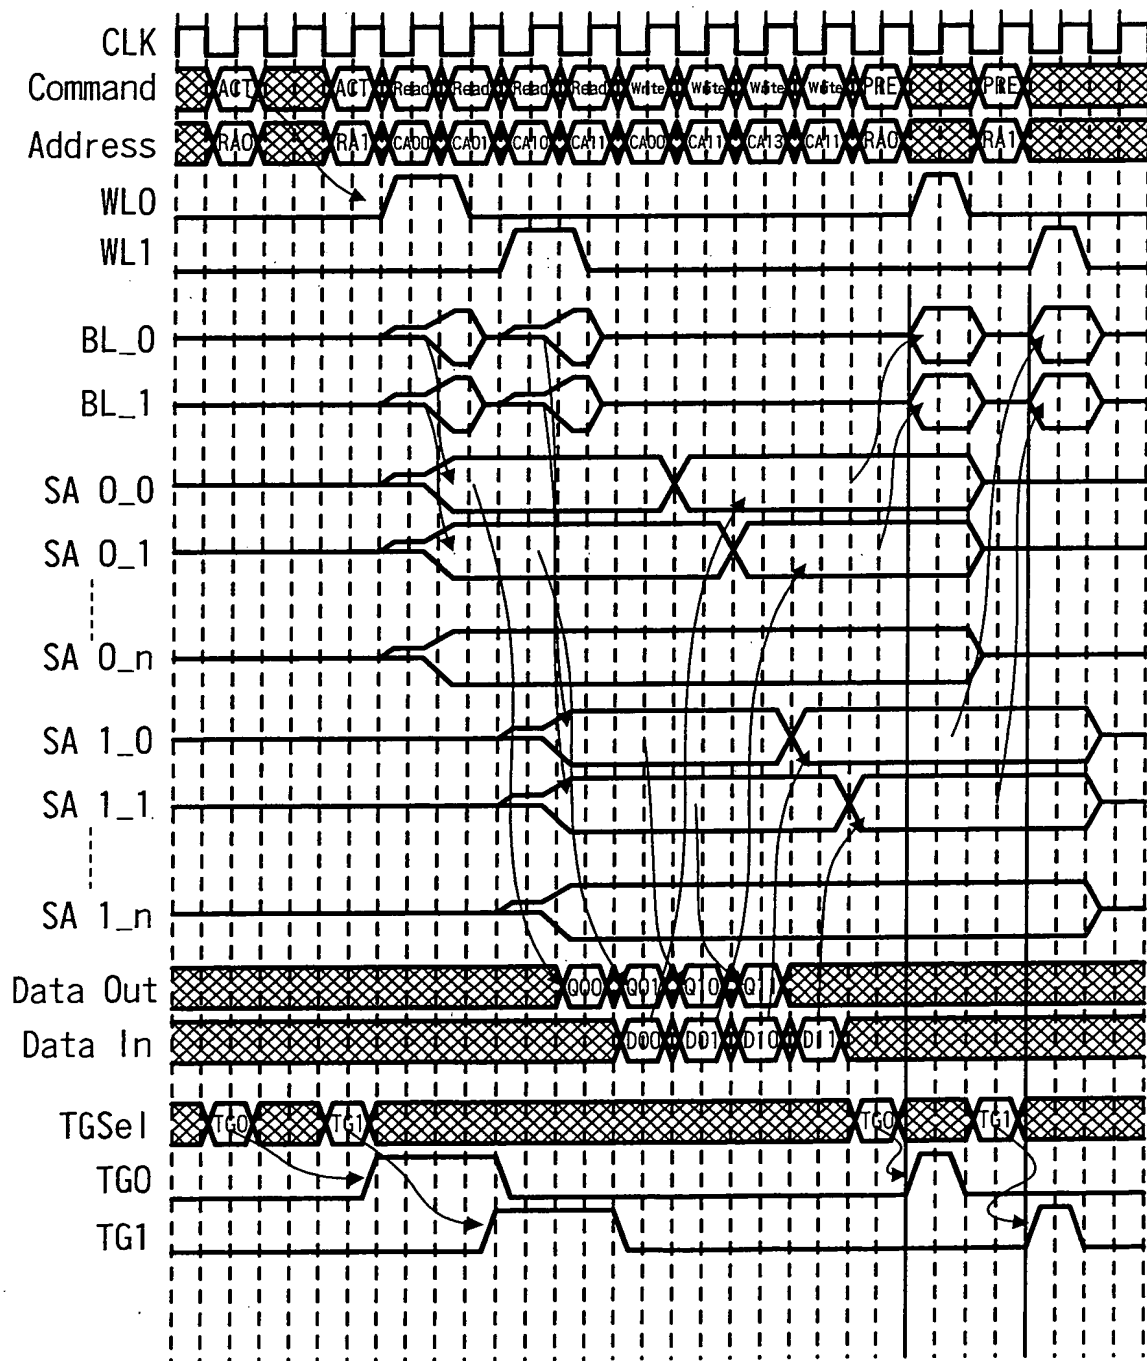 CLK
Command ACT ACT Read Read Read Read Write Write Write Write PRE PRE
Address RA0 RA1 CA00 CA01 CA10 CA11 CA00 CA11 CA13 CA11 RA0 RA1
WL0
WL1
BL_0
BL_1
SA 0_0
SA 0_1
SA 0_n
SA 1_0
SA 1_1
SA 1_n
Data Out Q00 Q01 Q10 Q11
Data In D00 D01 D10 D11
TGSel TG0 TG1 TG0 TG1
TG0
TG1